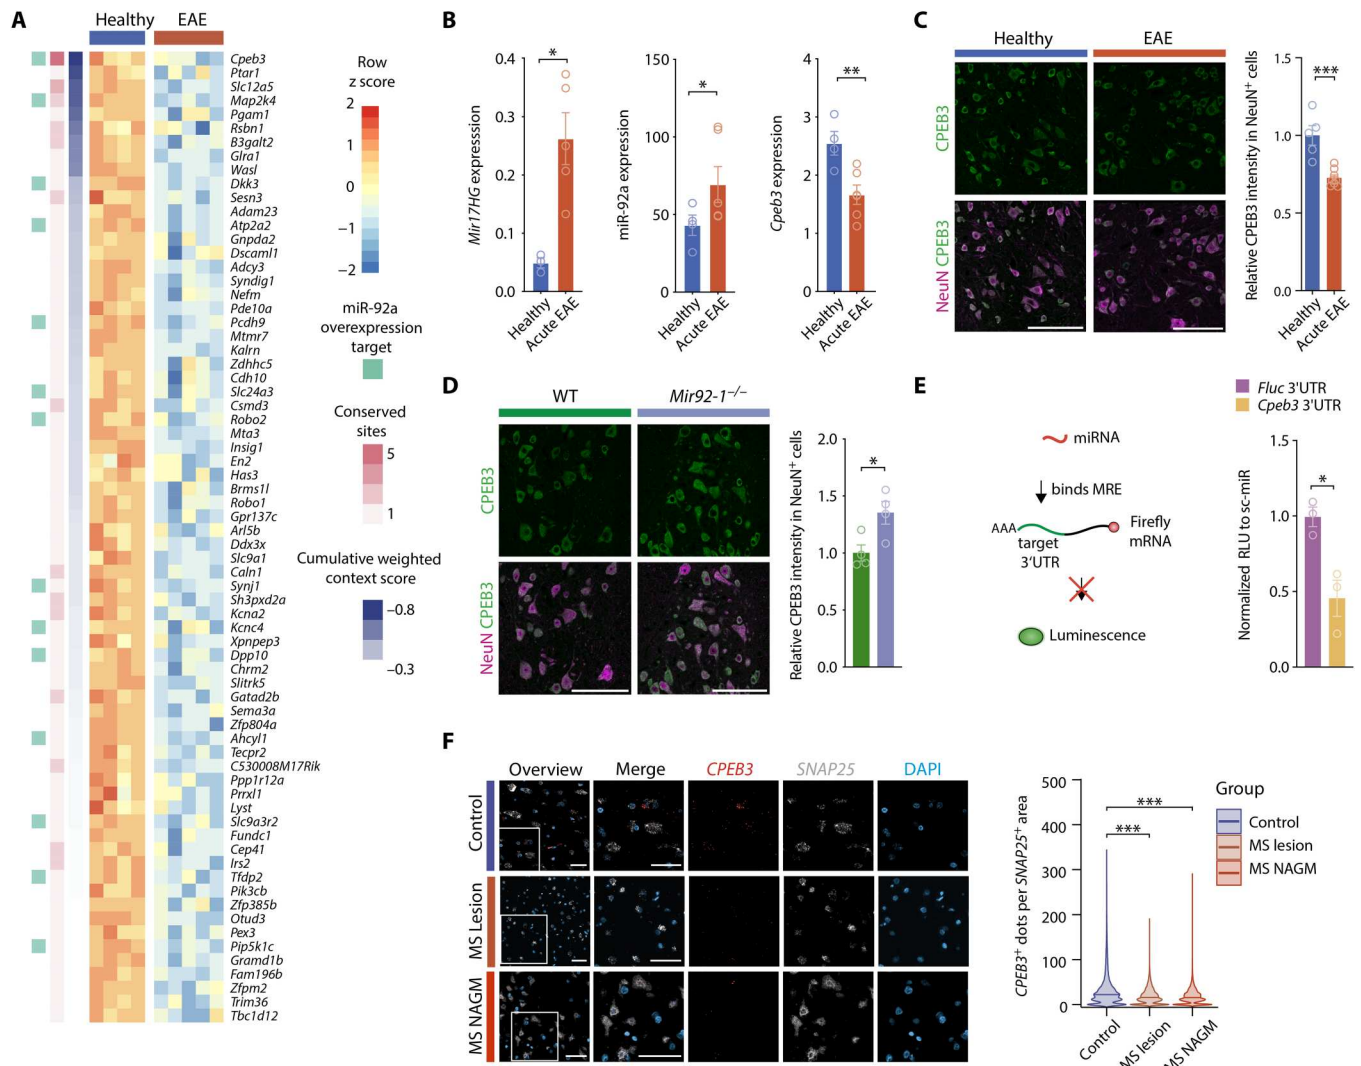 A
Healthy EAE
Cpeb3
Ptar1
Slc12a5
Map2k4
Pgam1
Rsbn1
B3galt2
Glra1
Wasl
Dkk3
Sesn3
Adam23
Atp2a2
Gnpda2
Dscaml1
Adcy3
Syndig1
Nefm
Pde10a
Pcdh9
Mtmr7
Kalrn
Zdhhc5
Cdh10
Slc24a3
Csmd3
Robo2
Mta3
Insig1
En2
Has3
Brms1l
Robo1
Gpr137c
Arl5b
Ddx3x
Slc9a1
Caln1
Synj1
Sh3pxd2a
Kcna2
Kcnc4
Xpnpep3
Dpp10
Chrm2
Slitrk5
Gatad2b
Sema3a
Zfp804a
Ahcyl1
Tecpr2
C530008M17Rik
Ppp1r12a
Prrxl1
Lyst
Slc9a3r2
Fundc1
Cep41
Irs2
Tfdp2
Pik3cb
Zfp385b
Otud3
Pex3
Pip5k1c
Gramd1b
Fam196b
Zfpm2
Trim36
Tbc1d12
Row
z score
2
1
0
−1
−2
miR-92a
overexpression
target
Conserved
sites
5
1
Cumulative weighted
context score
−0.8
−0.3
B
Mir17HG expression
0.4
0.3
0.2
0.1
0.0
*
Healthy
Acute EAE
miR-92a expression
150
100
50
0
*
Healthy
Acute EAE
Cpeb3 expression
4
3
2
1
0
**
Healthy
Acute EAE
C
Healthy EAE
CPEB3
NeuN CPEB3
Relative CPEB3 intensity in NeuN⁺ cells
1.5
1.0
0.5
0.0
***
Healthy
Acute EAE
D
WT Mir92-1⁻/⁻
CPEB3
NeuN CPEB3
Relative CPEB3 intensity in NeuN⁺ cells
2.0
1.5
1.0
0.5
0.0
*
E
miRNA
binds MRE
AAA
target
3'UTR
Firefly
mRNA
Luminescence
Fluc 3'UTR
Cpeb3 3'UTR
Normalized RLU to sc-miR
1.5
1.0
0.5
0.0
*
F
Overview Merge CPEB3 SNAP25 DAPI
Control
MS Lesion
MS NAGM
CPEB3⁺ dots per SNAP25⁺ area
500
400
300
200
100
0
***
***
Control
MS lesion
MS NAGM
Group
Control
MS lesion
MS NAGM